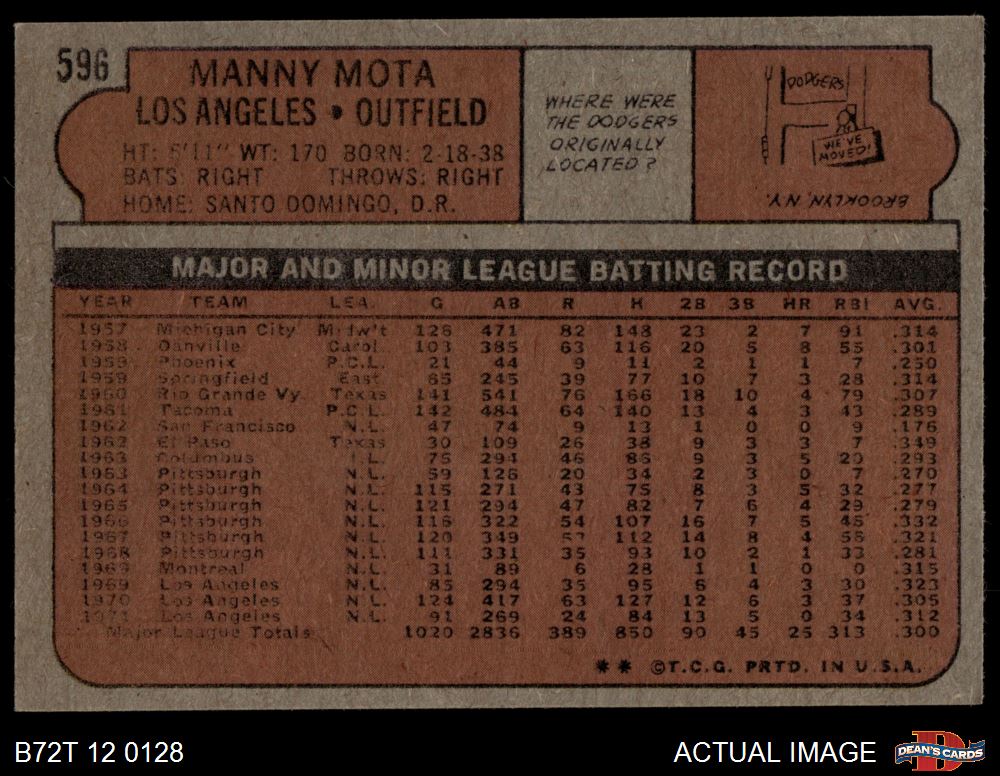 596
MANNY MOTA
LOS ANGELES • OUTFIELD
HT: 5'11" WT: 170 BORN: 2-18-38
BATS: RIGHT THROWS: RIGHT
HOME: SANTO DOMINGO, D.R.
WHERE WERE
THE DODGERS
ORIGINALLY
LOCATED?
DODGERS
WE'VE
MOVED!
BROOKLYN, N.Y.
MAJOR AND MINOR LEAGUE BATTING RECORD
YEAR TEAM LEA. G AB R H 2B 3B HR RBI AVG.
1957 Michigan City Midw't 126 471 82 148 23 2 7 91 .314
1958 Danville Carol. 103 385 63 116 20 5 8 55 .301
1959 Phoenix P.C.L. 21 44 9 11 2 1 1 7 .250
1959 Springfield East. 65 245 39 77 10 7 3 28 .314
1960 Rio Grande Vy. Texas 141 541 76 166 18 10 4 79 .307
1961 Tacoma P.C.L. 142 484 64 140 13 4 3 43 .289
1962 San Francisco N.L. 47 74 9 13 1 0 0 9 .176
1962 El Paso Texas 30 109 26 38 9 3 3 7 .349
1963 Columbus I.L. 75 294 46 86 9 3 5 .293
1963 Pittsburgh N.L. 59 126 20 34 2 3 0 7 .270
1964 Pittsburgh N.L. 115 271 43 75 8 3 5 32 .277
1965 Pittsburgh N.L. 121 294 47 82 7 6 4 29 .279
1966 Pittsburgh N.L. 116 322 54 107 16 7 5 .332
1967 Pittsburgh N.L. 120 349 112 14 8 4 .321
1968 Pittsburgh N.L. 111 331 35 93 10 2 1 33 .281
1969 Montreal N.L. 31 89 6 28 1 1 0 0 .315
1969 Los Angeles N.L. 85 294 35 95 6 4 3 30 .323
1970 Los Angeles N.L. 124 417 63 127 12 6 3 37 .305
1971 Los Angeles N.L. 91 269 24 84 13 5 0 34 .312
Major League Totals 1020 2836 389 850 90 45 25 313 .300
** ©T.C.G. PRTD. IN U.S.A.
B72T 12 0128
ACTUAL IMAGE
D
DEAN'S CARDS